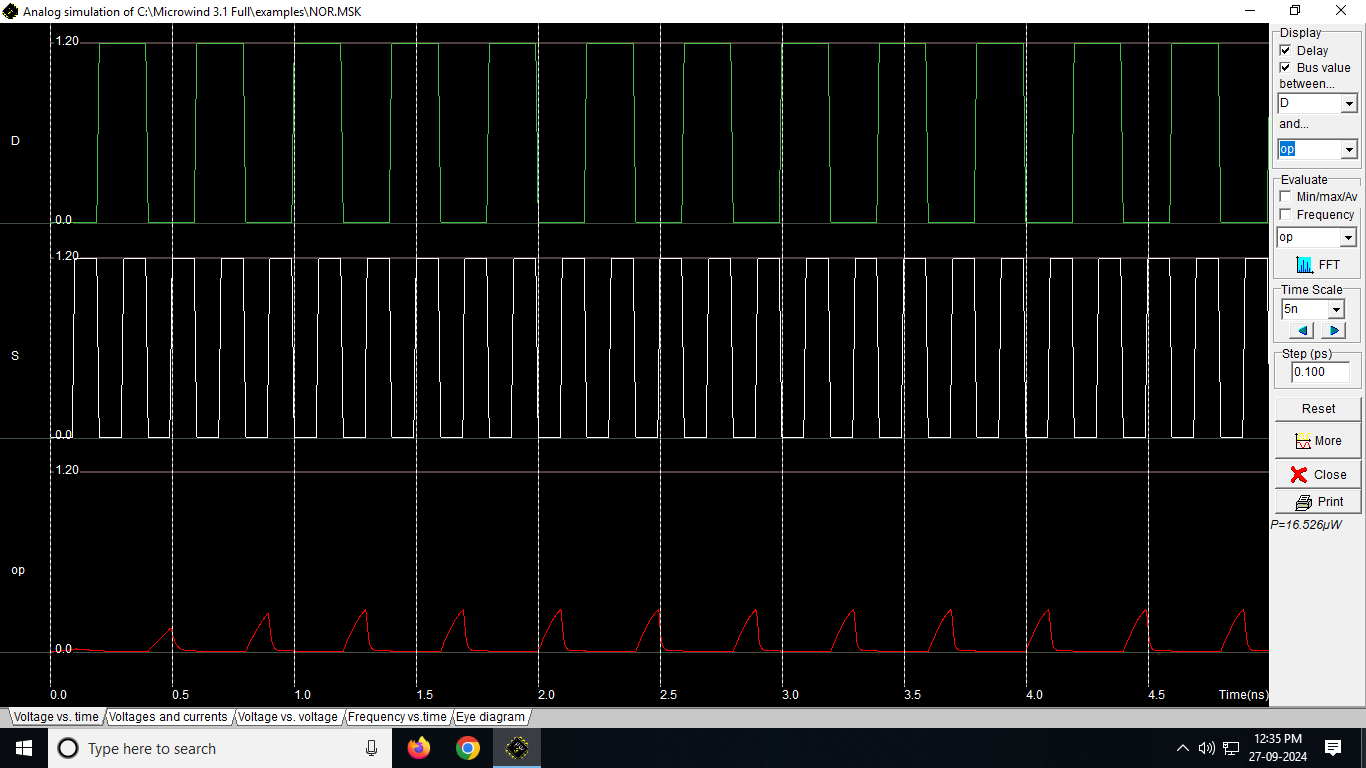 Analog simulation of C:\Microwind 3.1 Full\examples\NOR.MSK
1.20
D
0.0
1.20
S
0.0
1.20
op
0.0
0.0 0.5 1.0 1.5 2.0 2.5 3.0 3.5 4.0 4.5 Time(ns)
Display
Delay
Bus value
between...
D
and...
op
Evaluate
Min/max/Av
Frequency
op
FFT
Time Scale
5n
Step (ps)
0.100
Reset
More
Close
Print
P=16.526µW
Voltage vs. time Voltages and currents Voltage vs. voltage Frequency vs.time Eye diagram
Type here to search
12:35 PM
27-09-2024